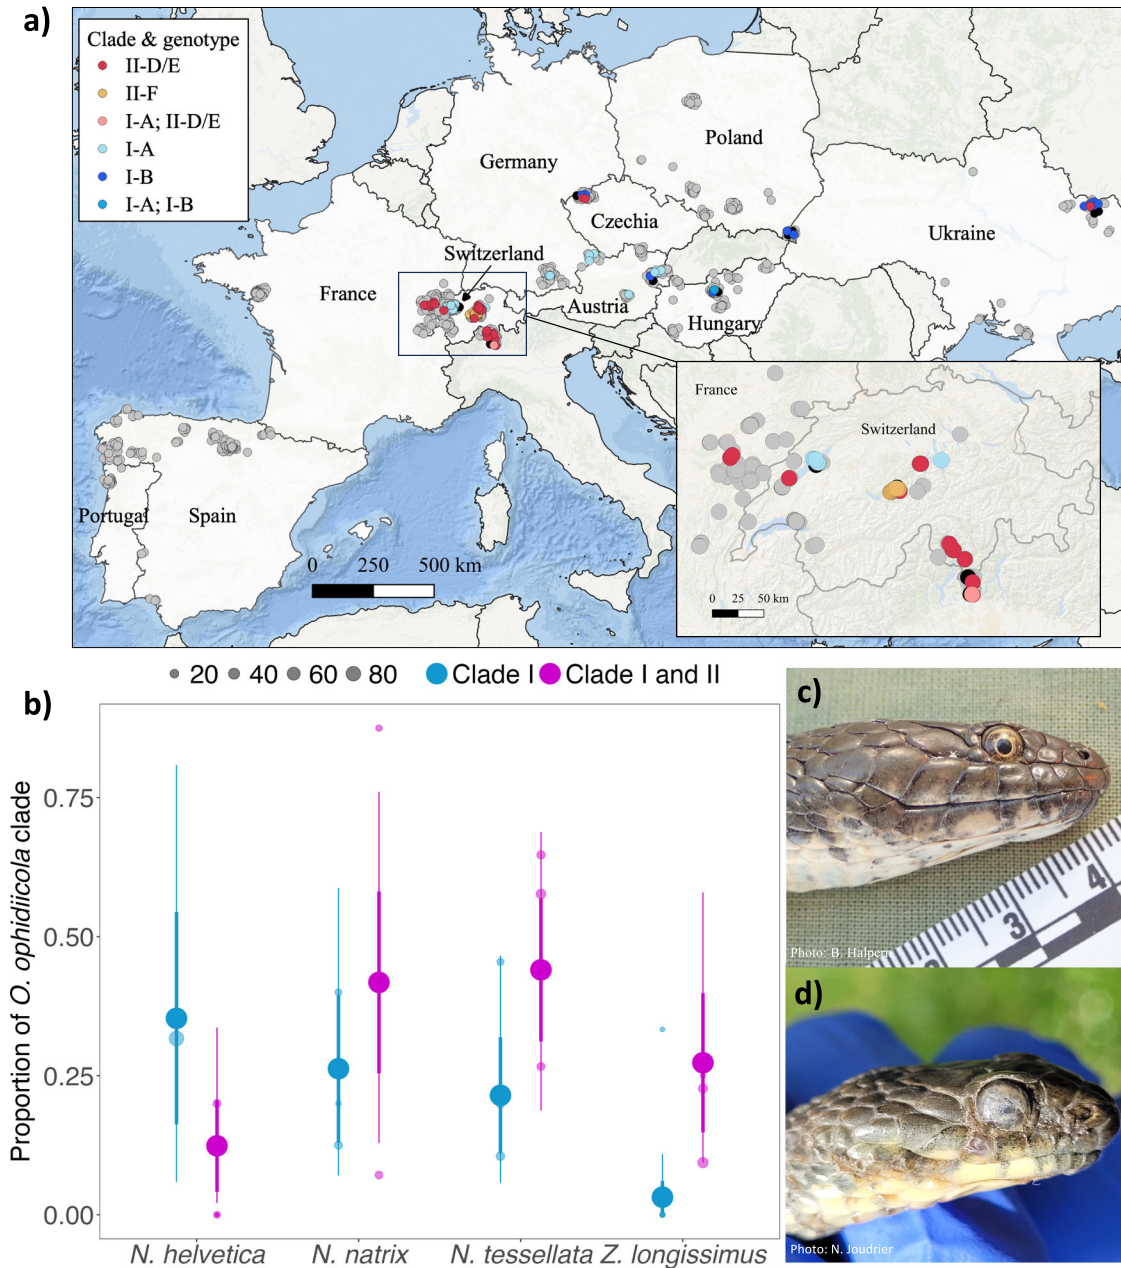 a)
Clade & genotype
II-D/E
II-F
I-A; II-D/E
I-A
I-B
I-A; I-B
Poland
Germany
Czechia
Ukraine
Switzerland
France
Austria
Hungary
Portugal
Spain
0 250 500 km
France
Switzerland
0 25 50 km
20 40 60 80 Clade I Clade I and II
b)
Proportion of O. ophidiicola clade
0.75
0.50
0.25
0.00
N. helvetica N. natrix N. tessellata Z. longissimus
c)
3 4
Photo: B. Halpern
d)
Photo: N. Joudrier